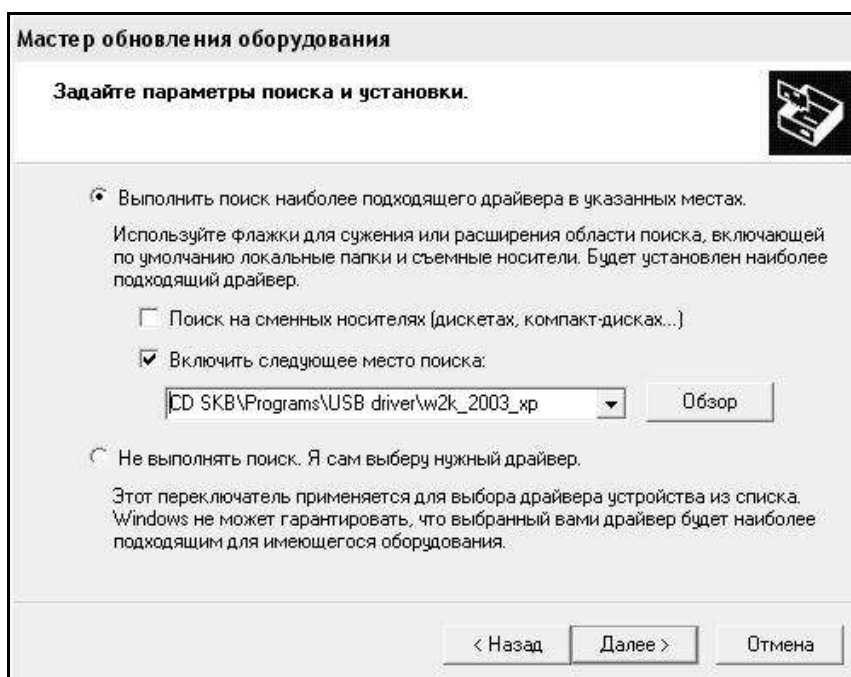 Мастер обновления оборудования
Задайте параметры поиска и установки.
Выполнить поиск наиболее подходящего драйвера в указанных местах.
Используйте флажки для сужения или расширения области поиска, включающей
по умолчанию локальные папки и съемные носители. Будет установлен наиболее
подходящий драйвер.
Поиск на сменных носителях (дискетах, компакт-дисках...)
Включить следующее место поиска:
CD SKB\Programs\USB driver\w2k_2003_xp
Обзор
Не выполнять поиск. Я сам выберу нужный драйвер.
Этот переключатель применяется для выбора драйвера устройства из списка.
Windows не может гарантировать, что выбранный вами драйвер будет наиболее
подходящим для имеющегося оборудования.
< Назад Далее > Отмена